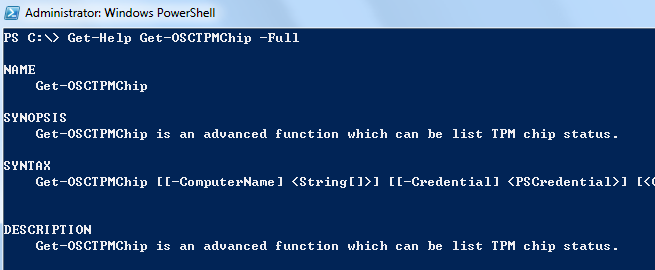 Administrator: Windows PowerShell
PS C:\> Get-Help Get-OSCTPMChip -Full
NAME
Get-OSCTPMChip
SYNOPSIS
Get-OSCTPMChip is an advanced function which can be list TPM chip status.
SYNTAX
Get-OSCTPMChip [[-ComputerName] <String[]>] [[-Credential] <PSCredential>] [<
DESCRIPTION
Get-OSCTPMChip is an advanced function which can be list TPM chip status.